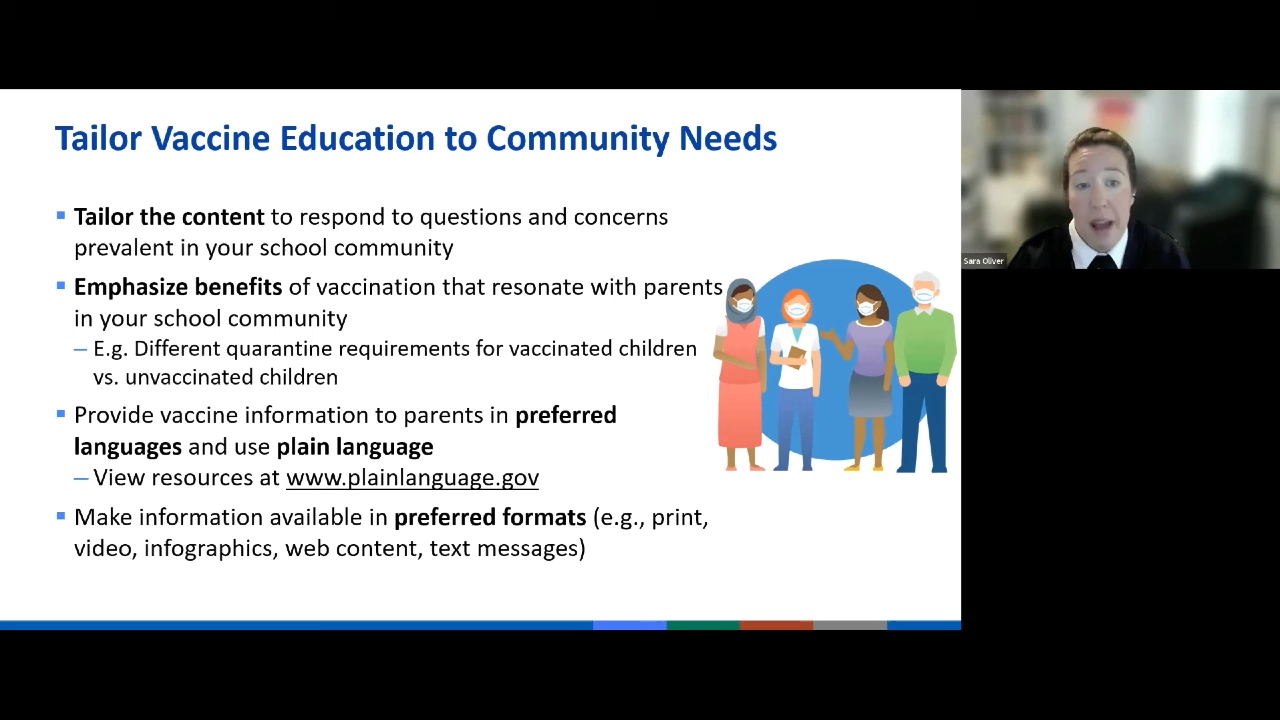 Tailor Vaccine Education to Community Needs
Tailor the content to respond to questions and concerns
prevalent in your school community
Emphasize benefits of vaccination that resonate with parents
in your school community
– E.g. Different quarantine requirements for vaccinated children
vs. unvaccinated children
Provide vaccine information to parents in preferred
languages and use plain language
– View resources at www.plainlanguage.gov
Make information available in preferred formats (e.g., print,
video, infographics, web content, text messages)
Sara Oliver